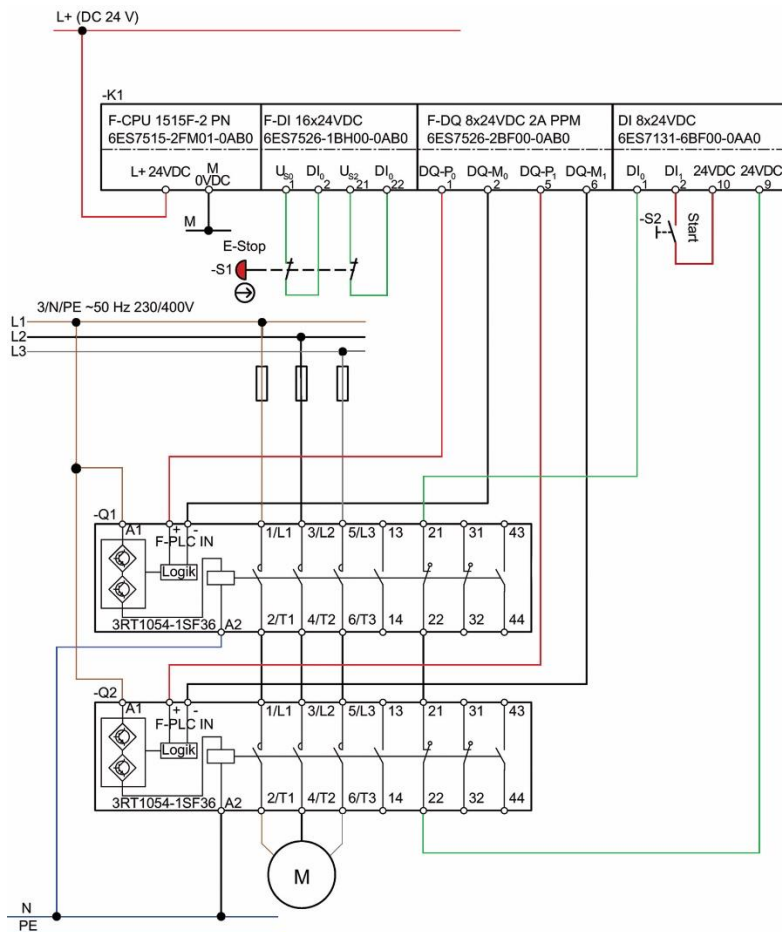 L+ (DC 24 V)
-K1
F-CPU 1515F-2 PN
6ES7515-2FM01-0AB0
F-DI 16x24VDC
6ES7526-1BH00-0AB0
F-DQ 8x24VDC 2A PPM
6ES7526-2BF00-0AB0
DI 8x24VDC
6ES7131-6BF00-0AA0
L+ 24VDC
M
0VDC
US0 1
DI0 2
US2 21
DI0 22
DQ-P0 1
DQ-M0 2
DQ-P1 5
DQ-M1 6
DI0 1
DI1 2
24VDC 10
24VDC 9
M
E-Stop
-S1
-S2
Start
3/N/PE ~50 Hz 230/400V
L1
L2
L3
-Q1
A1
+ -
F-PLC IN
Logik
3RT1054-1SF36
A2
1/L1 3/L2 5/L3 13 21 31 43
2/T1 4/T2 6/T3 14 22 32 44
-Q2
A1
+ -
F-PLC IN
Logik
3RT1054-1SF36
A2
1/L1 3/L2 5/L3 13 21 31 43
2/T1 4/T2 6/T3 14 22 32 44
M
N
PE